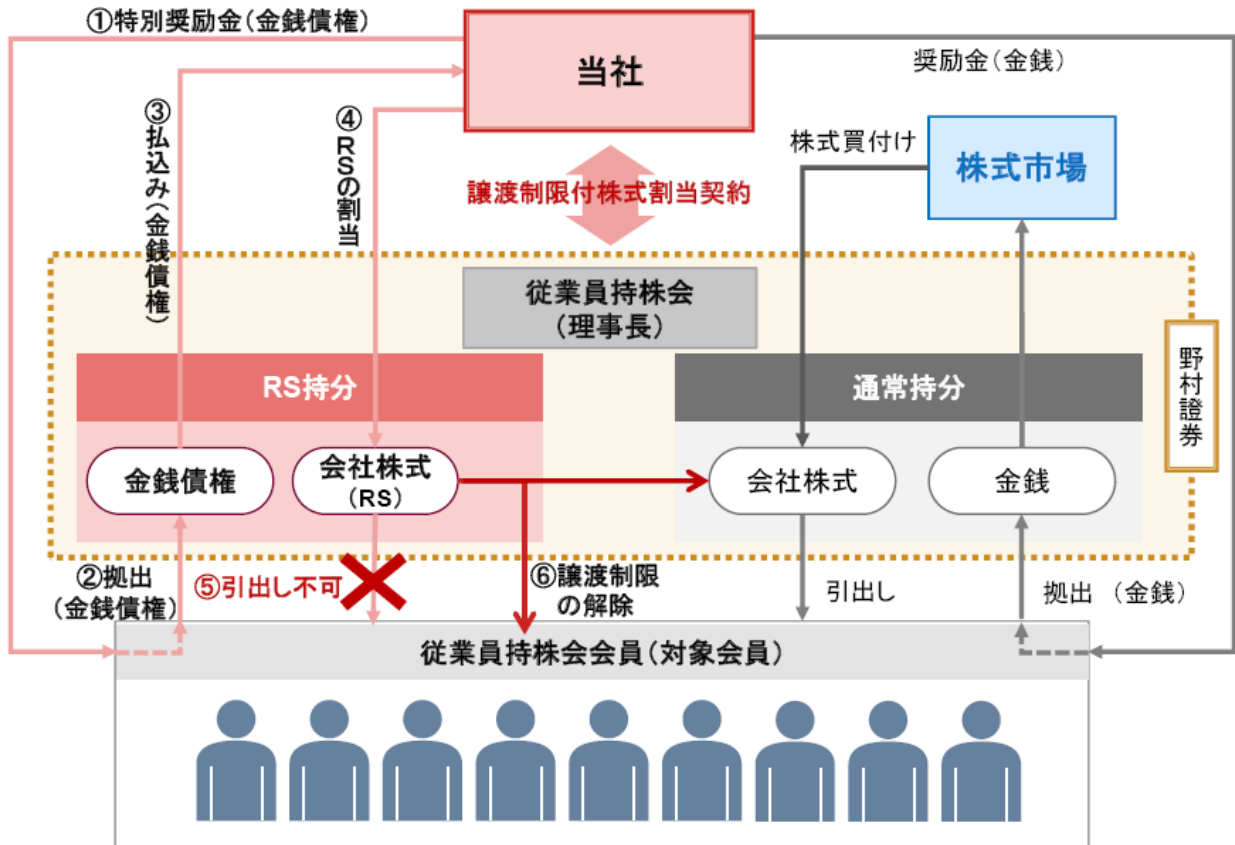 ①特別奨励金(金銭債権)
当社
奨励金(金銭)
③払込み(金銭債権)
④RSの割当
株式買付け
株式市場
譲渡制限付株式割当契約
従業員持株会
(理事長)
野村證券
RS持分
通常持分
金銭債権
会社株式
(RS)
会社株式
金銭
②拠出
(金銭債権)
⑤引出し不可
⑥譲渡制限
の解除
引出し
拠出 (金銭)
従業員持株会会員(対象会員)